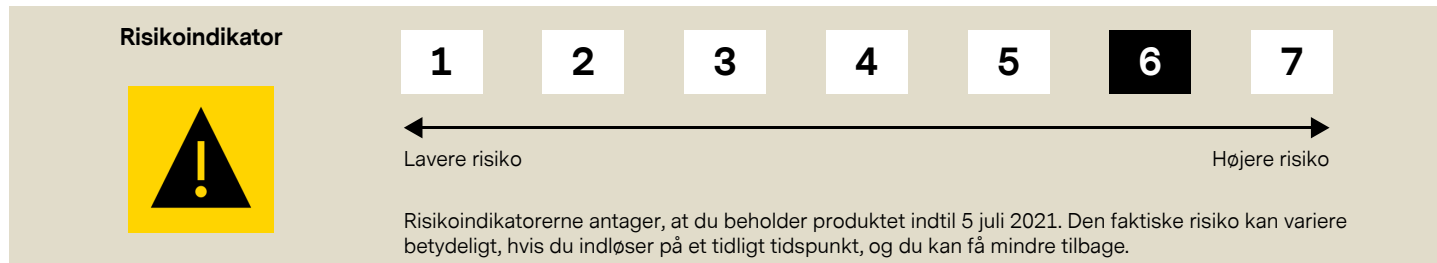 Risikoindikator
1 2 3 4 5 6 7
Lavere risiko Højere risiko
Risikoindikatorerne antager, at du beholder produktet indtil 5 juli 2021. Den faktiske risiko kan variere
betydeligt, hvis du indløser på et tidligt tidspunkt, og du kan få mindre tilbage.